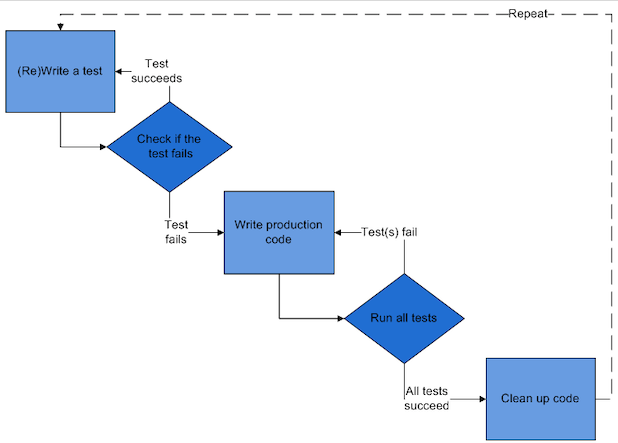 Repeat
(Re)Write a test
Test
succeeds
Check if the
test fails
Test
fails
Write production
code
Test(s) fail
Run all tests
All tests
succeed
Clean up code